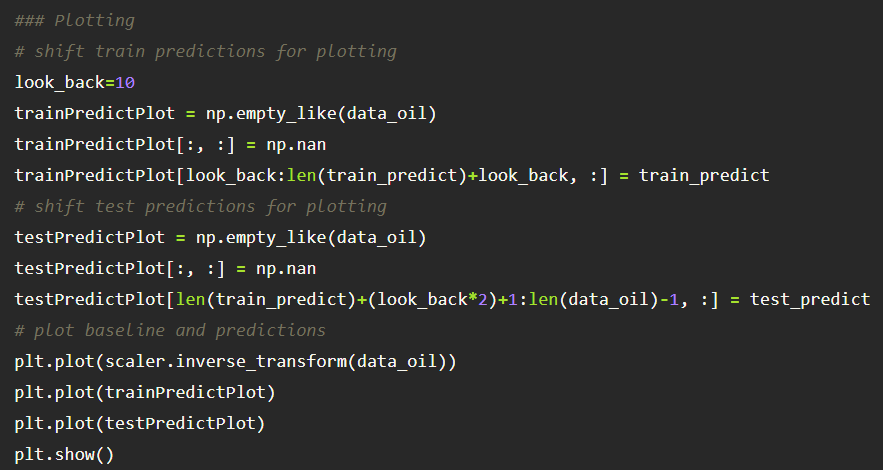 ### Plotting
# shift train predictions for plotting
look_back=10
trainPredictPlot = np.empty_like(data_oil)
trainPredictPlot[:, :] = np.nan
trainPredictPlot[look_back:len(train_predict)+look_back, :] = train_predict
# shift test predictions for plotting
testPredictPlot = np.empty_like(data_oil)
testPredictPlot[:, :] = np.nan
testPredictPlot[len(train_predict)+(look_back*2)+1:len(data_oil)-1, :] = test_predict
# plot baseline and predictions
plt.plot(scaler.inverse_transform(data_oil))
plt.plot(trainPredictPlot)
plt.plot(testPredictPlot)
plt.show()